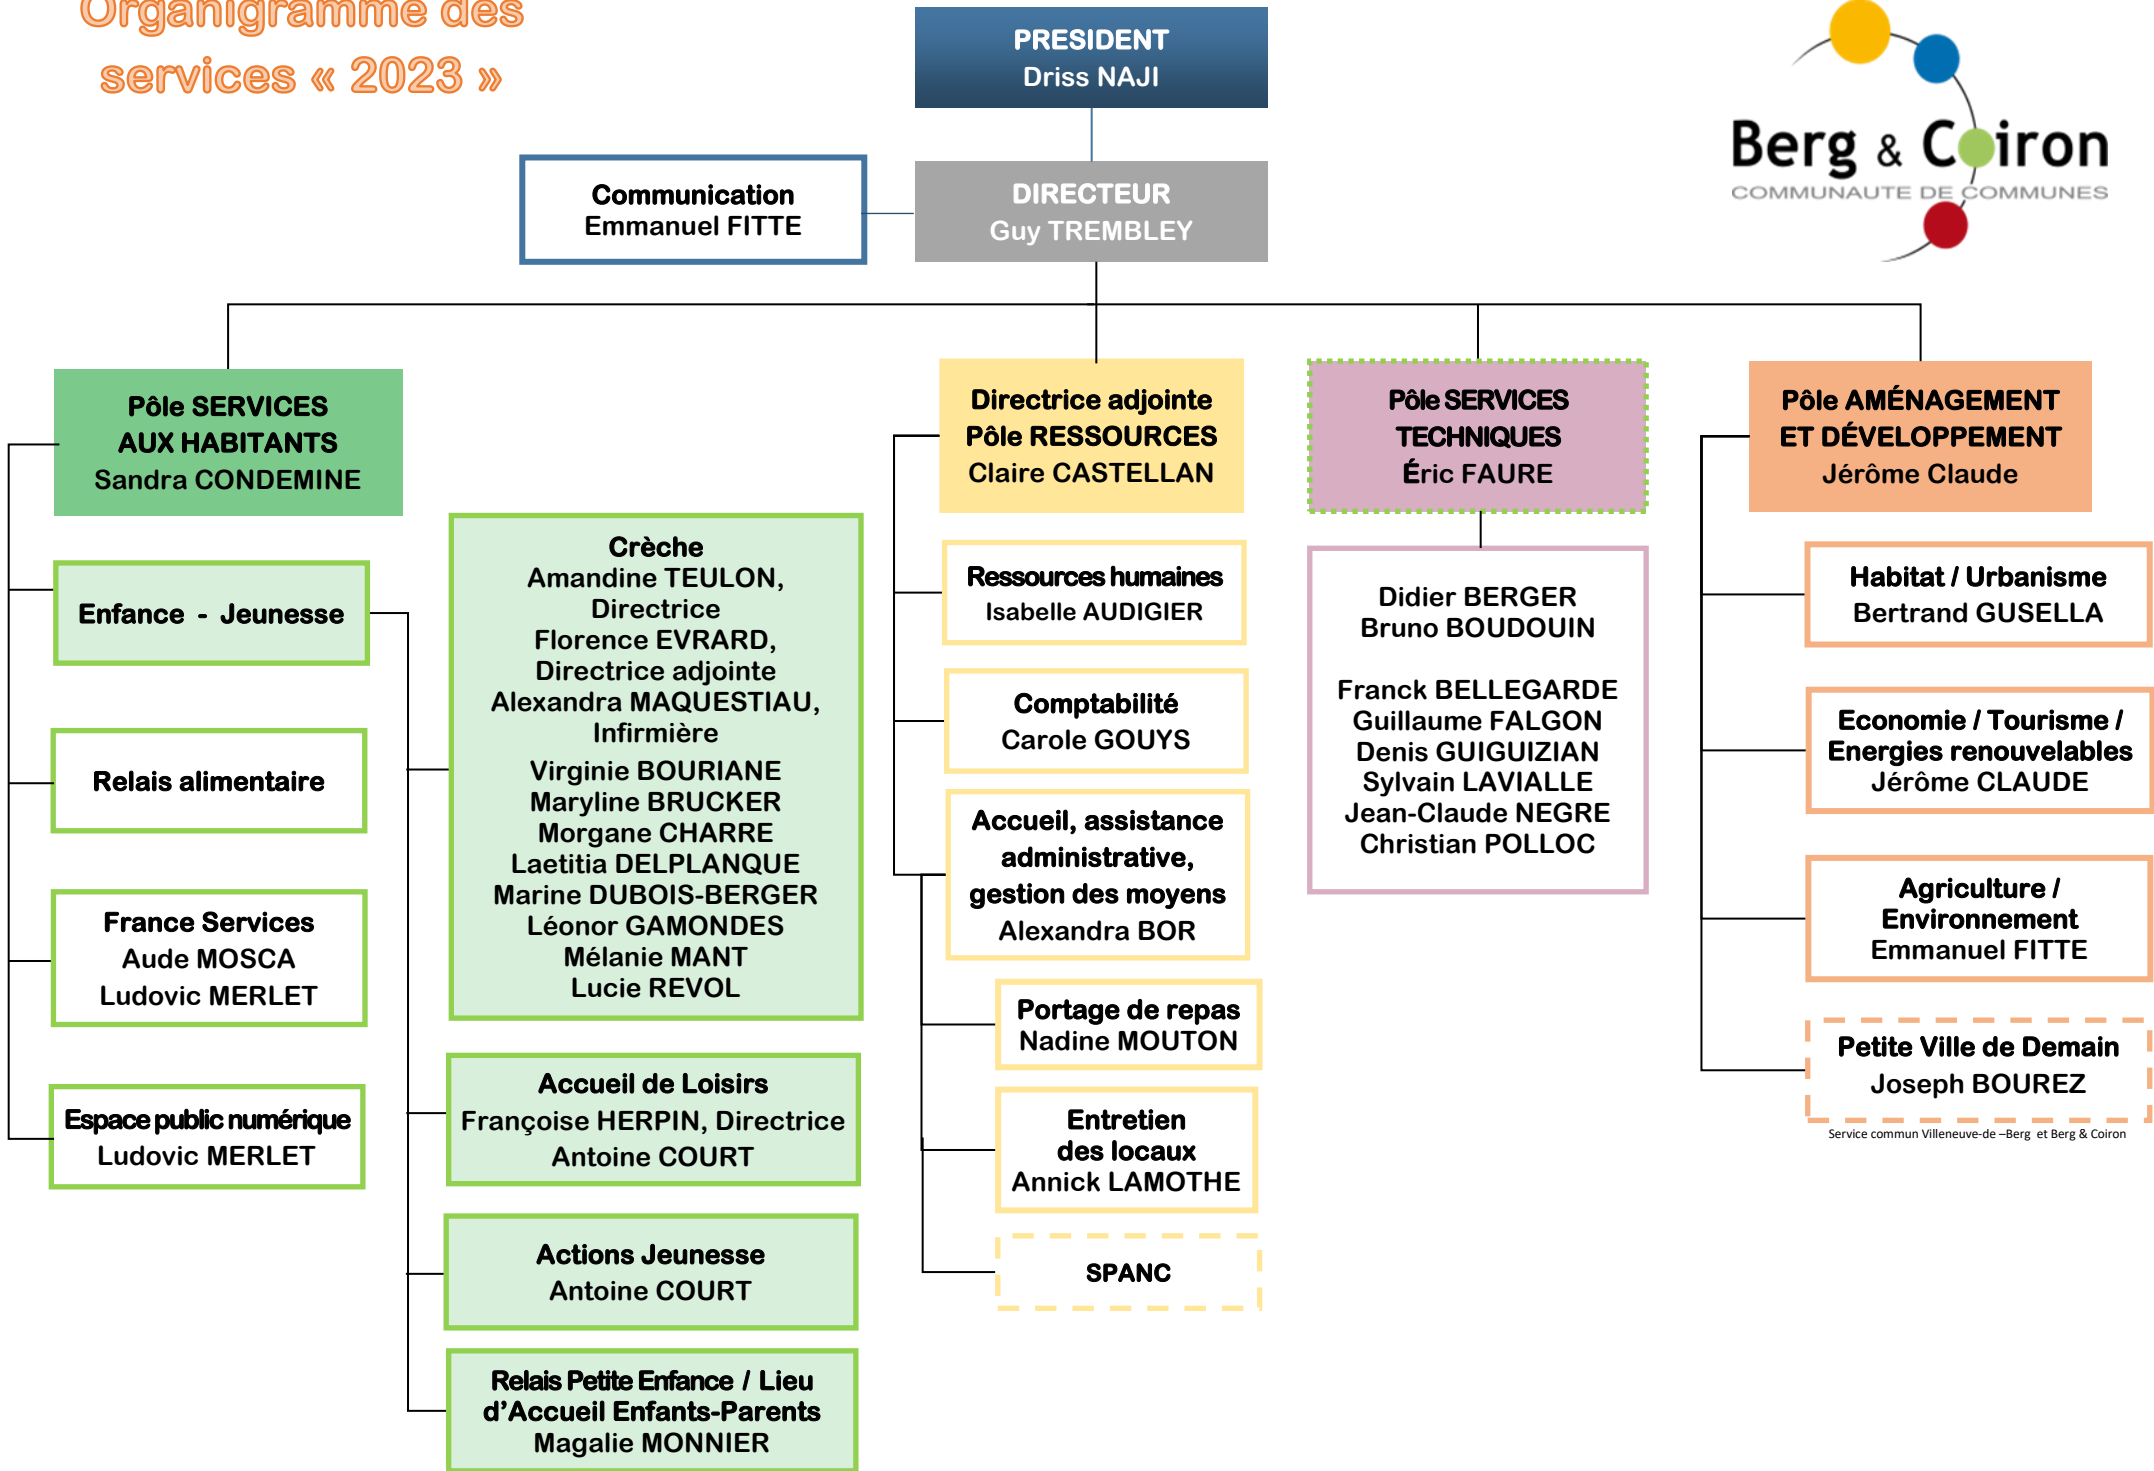 Organigramme des
services « 2023 »
PRESIDENT
Driss NAJI
Berg & Coiron
COMMUNAUTE DE COMMUNES
Communication
Emmanuel FITTE
DIRECTEUR
Guy TREMBLEY
Pôle SERVICES
AUX HABITANTS
Sandra CONDEMINE
Enfance - Jeunesse
Relais alimentaire
France Services
Aude MOSCA
Ludovic MERLET
Espace public numérique
Ludovic MERLET
Crèche
Amandine TEULON,
Directrice
Florence EVRARD,
Directrice adjointe
Alexandra MAQUESTIAU,
Infirmière
Virginie BOURIANE
Maryline BRUCKER
Morgane CHARRE
Laetitia DELPLANQUE
Marine DUBOIS-BERGER
Léonor GAMONDES
Mélanie MANT
Lucie REVOL
Accueil de Loisirs
Françoise HERPIN, Directrice
Antoine COURT
Actions Jeunesse
Antoine COURT
Relais Petite Enfance / Lieu
d’Accueil Enfants-Parents
Magalie MONNIER
Directrice adjointe
Pôle RESSOURCES
Claire CASTELLAN
Ressources humaines
Isabelle AUDIGIER
Comptabilité
Carole GOUYS
Accueil, assistance
administrative,
gestion des moyens
Alexandra BOR
Portage de repas
Nadine MOUTON
Entretien
des locaux
Annick LAMOTHE
SPANC
Pôle SERVICES
TECHNIQUES
Éric FAURE
Didier BERGER
Bruno BOUDOUIN
Franck BELLEGARDE
Guillaume FALGON
Denis GUIGUIZIAN
Sylvain LAVIALLE
Jean-Claude NEGRE
Christian POLLOC
Pôle AMÉNAGEMENT
ET DÉVELOPPEMENT
Jérôme Claude
Habitat / Urbanisme
Bertrand GUSELLA
Economie / Tourisme /
Energies renouvelables
Jérôme CLAUDE
Agriculture /
Environnement
Emmanuel FITTE
Petite Ville de Demain
Joseph BOUREZ
Service commun Villeneuve-de –Berg et Berg & Coiron